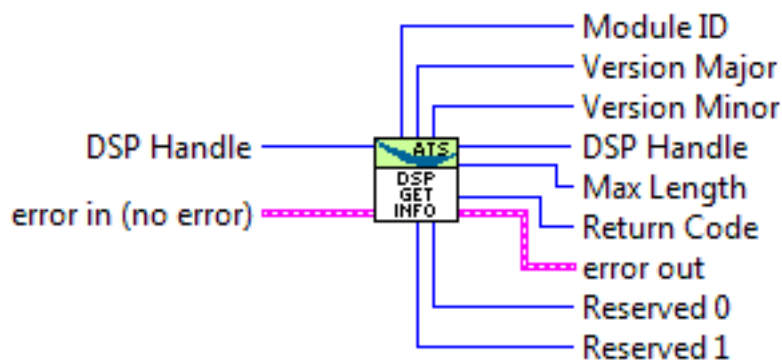 Module ID
Version Major
Version Minor
DSP Handle
DSP Handle
ATS
DSP
GET
INFO
Max Length
error in (no error)
Return Code
error out
Reserved 0
Reserved 1